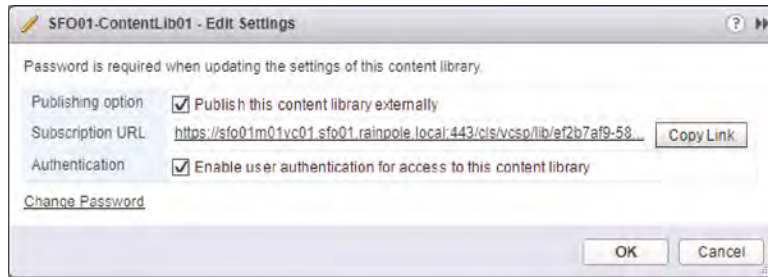 SFO01-ContentLib01 - Edit Settings
Password is required when updating the settings of this content library.
Publishing option Publish this content library externally
Subscription URL https://sfo01m01vc01.sfo01.rainpole.local:443/cls/vcsp/lib/ef2b7af9-58... Copy Link
Authentication Enable user authentication for access to this content library
Change Password
OK Cancel